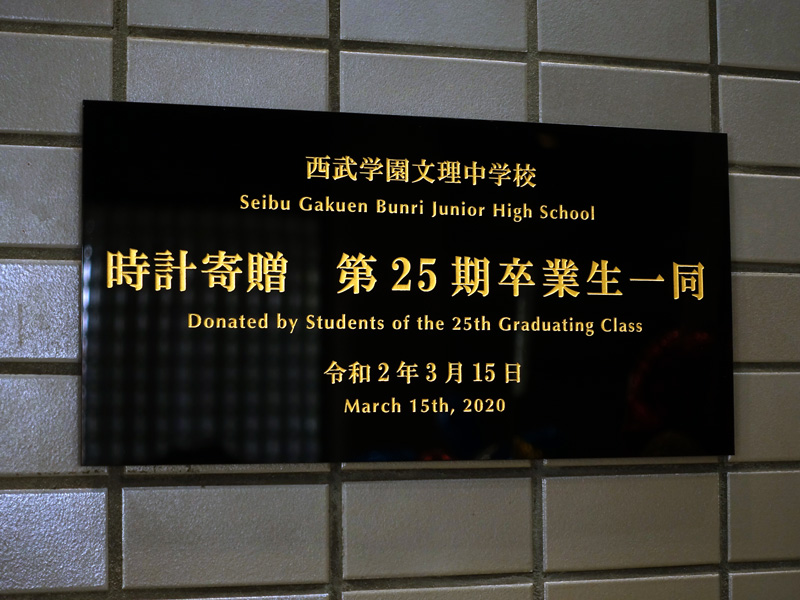 西武学園文理中学校
Seibu Gakuen Bunri Junior High School
時計寄贈　第25期卒業生一同
Donated by Students of the 25th Graduating Class
令和2年3月15日
March 15th, 2020